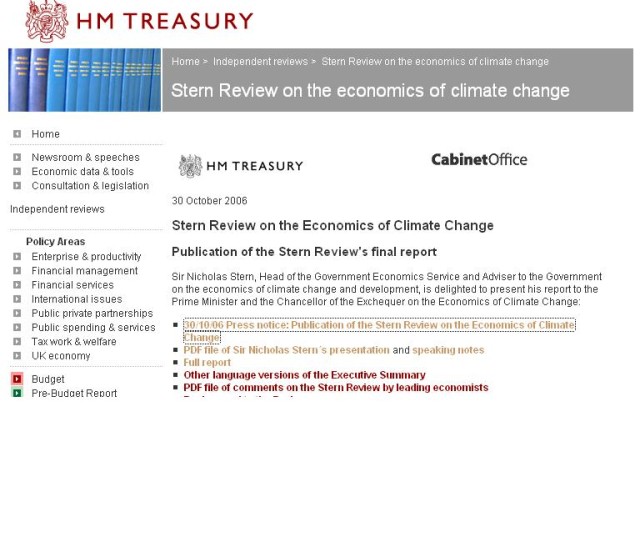 HM TREASURY
Home > Independent reviews > Stern Review on the economics of climate change
Stern Review on the economics of climate change
Home
Newsroom & speeches
Economic data & tools
Consultation & legislation
Independent reviews
Policy Areas
Enterprise & productivity
Financial management
Financial services
International issues
Public private partnerships
Public spending & services
Tax work & welfare
UK economy
Budget
Pre-Budget Report
HM TREASURY
CabinetOffice
30 October 2006
Stern Review on the Economics of Climate Change
Publication of the Stern Review's final report
Sir Nicholas Stern, Head of the Government Economics Service and Adviser to the Government
on the economics of climate change and development, is delighted to present his report to the
Prime Minister and the Chancellor of the Exchequer on the Economics of Climate Change:
30/10/06 Press notice: Publication of the Stern Review on the Economics of Climate
Change
PDF file of Sir Nicholas Stern´s presentation and speaking notes
Full report
Other language versions of the Executive Summary
PDF file of comments on the Stern Review by leading economists